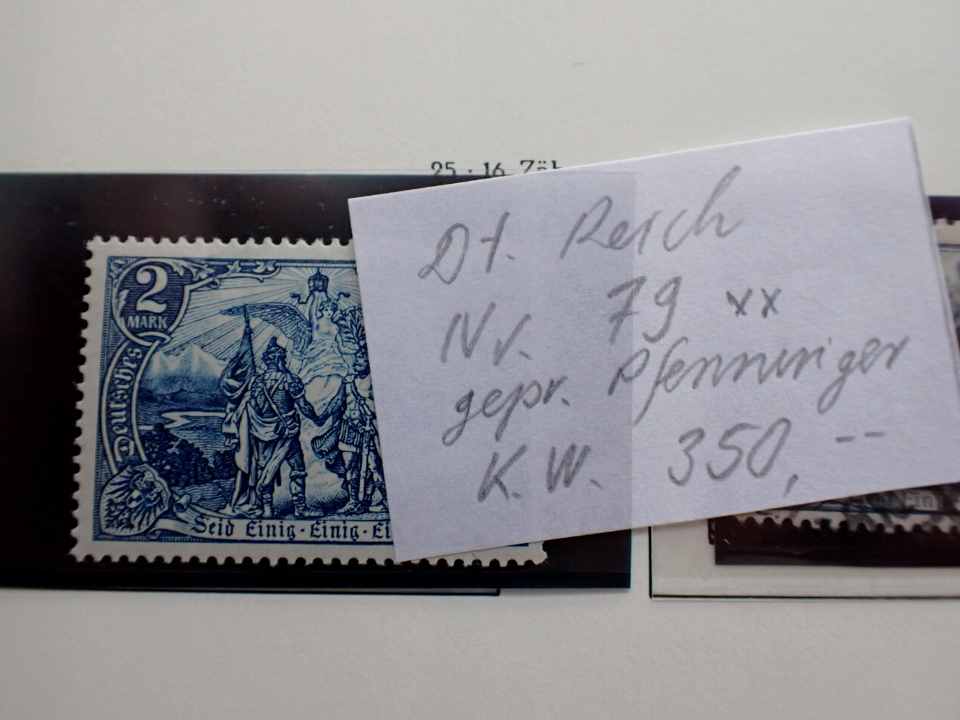 25 · 16 Zäh
Dt. Reich
Nr. 79 xx
gepr. Pfenninger
K.W. 350,--
2
MARK
Deutsches
Seid Einig - Einig - Ei